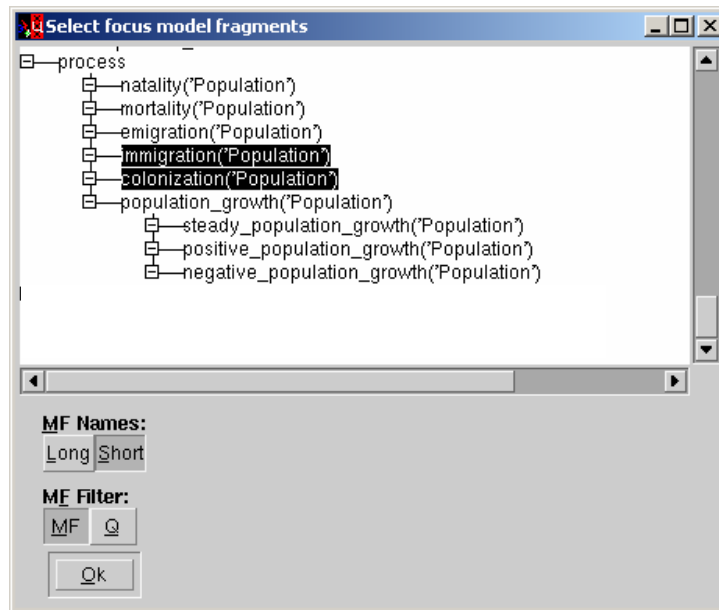 Select focus model fragments
process
natality('Population')
mortality('Population')
emigration('Population')
immigration('Population')
colonization('Population')
population_growth('Population')
steady_population_growth('Population')
positive_population_growth('Population')
negative_population_growth('Population')
MF Names:
Long Short
MF Filter:
MF Q
Ok